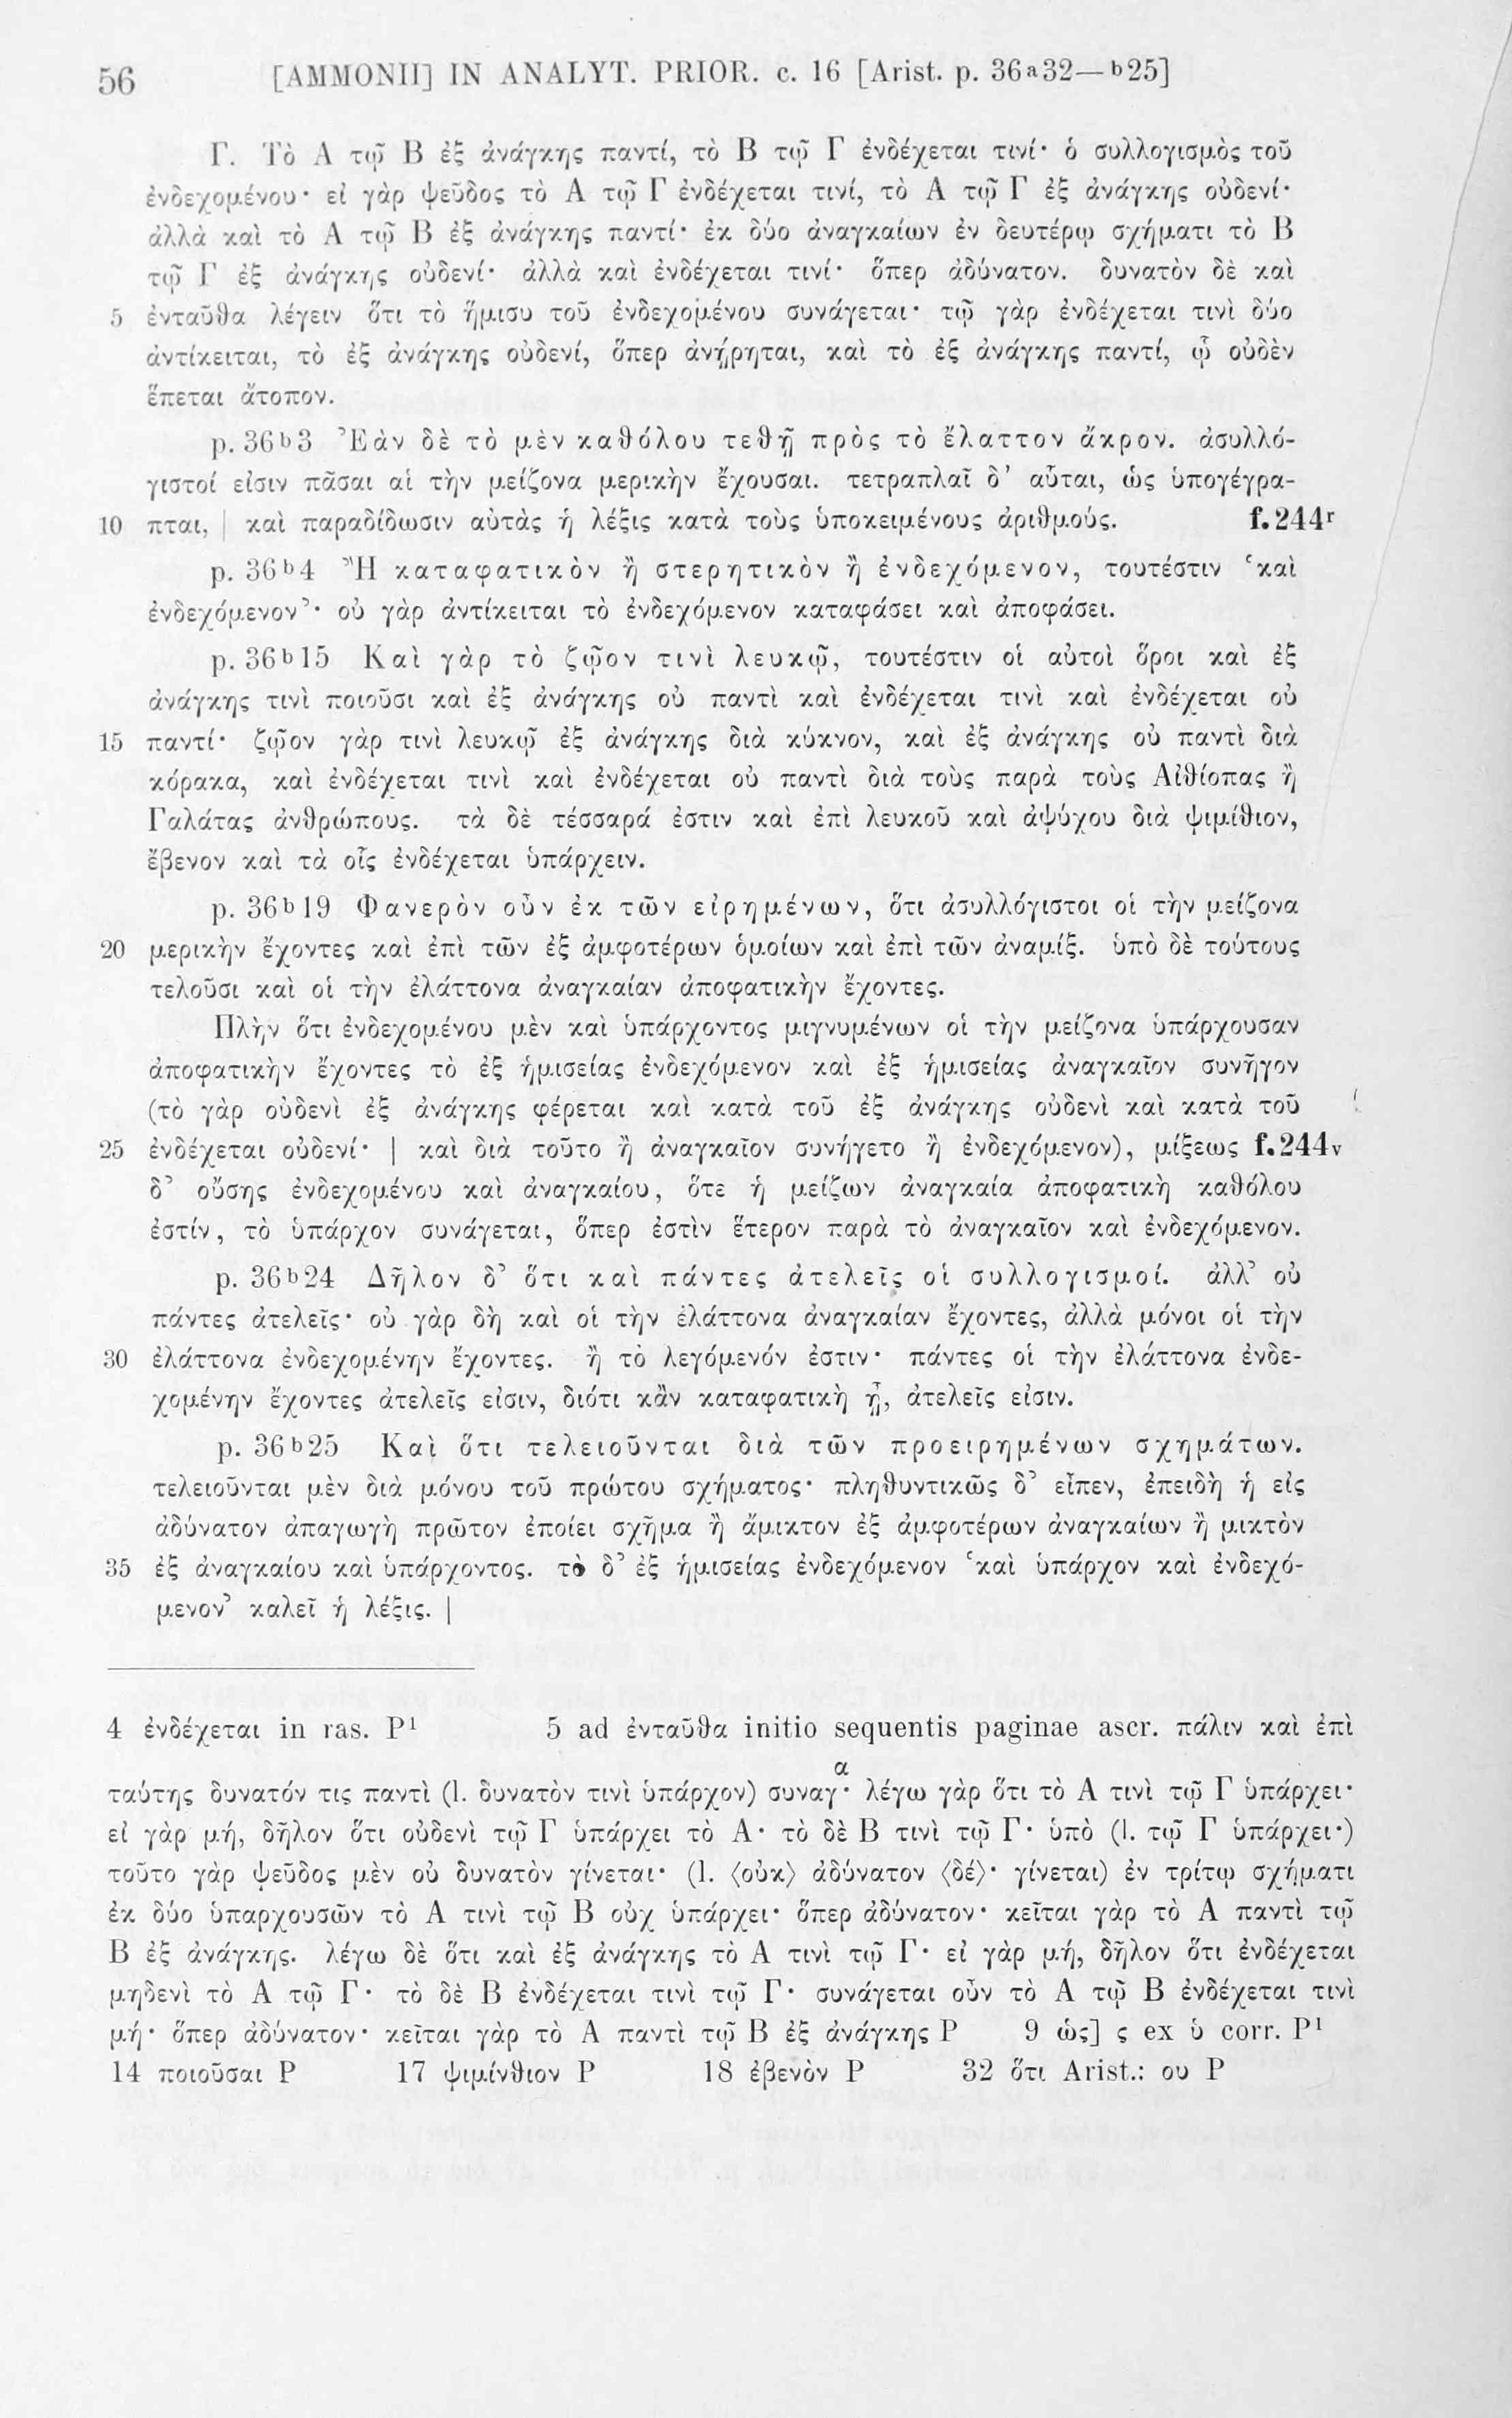 56 [AMMONII] IN ANALYT. PRIOR. c. 16 [Arist. p. 36ᵃ32—ᵇ25]
Γ. Τὸ Α τῷ Β ἐξ ἀνάγκης παντί, τὸ Β τῷ Γ ἐνδέχεται τινί· ὁ συλλογισμὸς τοῦ
ἐνδεχομένου· εἰ γὰρ ψεῦδος τὸ Α τῷ Γ ἐνδέχεται τινί, τὸ Α τῷ Γ ἐξ ἀνάγκης οὐδενί·
ἀλλὰ καὶ τὸ Α τῷ Β ἐξ ἀνάγκης παντί· ἐκ δύο ἀναγκαίων ἐν δευτέρῳ σχήματι τὸ Β
τῷ Γ ἐξ ἀνάγκης οὐδενί· ἀλλὰ καὶ ἐνδέχεται τινί· ὅπερ ἀδύνατον. δυνατὸν δὲ καὶ
5 ἐνταῦθα λέγειν ὅτι τὸ ἥμισυ τοῦ ἐνδεχομένου συνάγεται· τῷ γὰρ ἐνδέχεται τινὶ δύο
ἀντίκειται, τὸ ἐξ ἀνάγκης οὐδενί, ὅπερ ἀνῄρηται, καὶ τὸ ἐξ ἀνάγκης παντί, ᾧ οὐδὲν
ἕπεται ἄτοπον.
p. 36ᵇ3 Ἐὰν δὲ τὸ μὲν καθόλου τεθῇ πρὸς τὸ ἔλαττον ἄκρον. ἀσυλλό-
γιστοί εἰσιν πᾶσαι αἱ τὴν μείζονα μερικὴν ἔχουσαι. τετραπλαῖ δ’ αὗται, ὡς ὑπογέγρα-
10 πται, | καὶ παραδίδωσιν αὐτὰς ἡ λέξις κατὰ τοὺς ὑποκειμένους ἀριθμούς. f.244ʳ
p. 36ᵇ4 Ἢ καταφατικὸν ἢ στερητικὸν ἢ ἐνδεχόμενον, τουτέστιν ‘καὶ
ἐνδεχόμενον’· οὐ γὰρ ἀντίκειται τὸ ἐνδεχόμενον καταφάσει καὶ ἀποφάσει.
p. 36ᵇ15 Καὶ γὰρ τὸ ζῷον τινὶ λευκῷ, τουτέστιν οἱ αὐτοὶ ὅροι καὶ ἐξ
ἀνάγκης τινὶ ποιοῦσι καὶ ἐξ ἀνάγκης οὐ παντὶ καὶ ἐνδέχεται τινὶ καὶ ἐνδέχεται οὐ
15 παντί· ζῷον γὰρ τινὶ λευκῷ ἐξ ἀνάγκης διὰ κύκνον, καὶ ἐξ ἀνάγκης οὐ παντὶ διὰ
κόρακα, καὶ ἐνδέχεται τινὶ καὶ ἐνδέχεται οὐ παντὶ διὰ τοὺς παρὰ τοὺς Αἰθίοπας ἢ
Γαλάτας ἀνθρώπους. τὰ δὲ τέσσαρά ἐστιν καὶ ἐπὶ λευκοῦ καὶ ἀψύχου διὰ ψιμίθιον,
ἔβενον καὶ τὰ οἷς ἐνδέχεται ὑπάρχειν.
p. 36ᵇ19 Φανερὸν οὖν ἐκ τῶν εἰρημένων, ὅτι ἀσυλλόγιστοι οἱ τὴν μείζονα
20 μερικὴν ἔχοντες καὶ ἐπὶ τῶν ἐξ ἀμφοτέρων ὁμοίων καὶ ἐπὶ τῶν ἀναμίξ. ὑπὸ δὲ τούτους
τελοῦσι καὶ οἱ τὴν ἐλάττονα ἀναγκαίαν ἀποφατικὴν ἔχοντες.
Πλὴν ὅτι ἐνδεχομένου μὲν καὶ ὑπάρχοντος μιγνυμένων οἱ τὴν μείζονα ὑπάρχουσαν
ἀποφατικὴν ἔχοντες τὸ ἐξ ἡμισείας ἐνδεχόμενον καὶ ἐξ ἡμισείας ἀναγκαῖον συνῆγον
(τὸ γὰρ οὐδενὶ ἐξ ἀνάγκης φέρεται καὶ κατὰ τοῦ ἐξ ἀνάγκης οὐδενὶ καὶ κατὰ τοῦ
25 ἐνδέχεται οὐδενί· | καὶ διὰ τοῦτο ἢ ἀναγκαῖον συνήγετο ἢ ἐνδεχόμενον), μίξεως f.244ᵛ
δ’ οὔσης ἐνδεχομένου καὶ ἀναγκαίου, ὅτε ἡ μείζων ἀναγκαία ἀποφατικὴ καθόλου
ἐστίν, τὸ ὑπάρχον συνάγεται, ὅπερ ἐστὶν ἕτερον παρὰ τὸ ἀναγκαῖον καὶ ἐνδεχόμενον.
p. 36ᵇ24 Δῆλον δ’ ὅτι καὶ πάντες ἀτελεῖς οἱ συλλογισμοί. ἀλλ’ οὐ
πάντες ἀτελεῖς· οὐ γὰρ δὴ καὶ οἱ τὴν ἐλάττονα ἀναγκαίαν ἔχοντες, ἀλλὰ μόνοι οἱ τὴν
30 ἐλάττονα ἐνδεχομένην ἔχοντες. ἢ τὸ λεγόμενόν ἐστιν· πάντες οἱ τὴν ἐλάττονα ἐνδε-
χομένην ἔχοντες ἀτελεῖς εἰσιν, διότι κἂν καταφατικὴ ᾖ, ἀτελεῖς εἰσιν.
p. 36ᵇ25 Καὶ ὅτι τελειοῦνται διὰ τῶν προειρημένων σχημάτων.
τελειοῦνται μὲν διὰ μόνου τοῦ πρώτου σχήματος· πληθυντικῶς δ’ εἶπεν, ἐπειδὴ ἡ εἰς
ἀδύνατον ἀπαγωγὴ πρῶτον ἐποίει σχῆμα ἢ ἄμικτον ἐξ ἀμφοτέρων ἀναγκαίων ἢ μικτὸν
35 ἐξ ἀναγκαίου καὶ ὑπάρχοντος. τὸ δ’ ἐξ ἡμισείας ἐνδεχόμενον ‘καὶ ὑπάρχον καὶ ἐνδεχό-
μενον’ καλεῖ ἡ λέξις. |
4 ἐνδέχεται in ras. P¹ 5 ad ἐνταῦθα initio sequentis paginae ascr. πάλιν καὶ ἐπὶ
ταύτης δυνατόν τις παντὶ (l. δυνατὸν τινὶ ὑπάρχον) συναγᵅ· λέγω γὰρ ὅτι τὸ Α τινὶ τῷ Γ ὑπάρχει·
εἰ γὰρ μή, δῆλον ὅτι οὐδενὶ τῷ Γ ὑπάρχει τὸ Α· τὸ δὲ Β τινὶ τῷ Γ· ὑπὸ (l. τῷ Γ ὑπάρχει·)
τοῦτο γὰρ ψεῦδος μὲν οὐ δυνατὸν γίνεται· (l. ⟨οὐκ⟩ ἀδύνατον ⟨δέ⟩· γίνεται) ἐν τρίτῳ σχήματι
ἐκ δύο ὑπαρχουσῶν τὸ Α τινὶ τῷ Β οὐχ ὑπάρχει· ὅπερ ἀδύνατον· κεῖται γὰρ τὸ Α παντὶ τῷ
Β ἐξ ἀνάγκης. λέγω δὲ ὅτι καὶ ἐξ ἀνάγκης τὸ Α τινὶ τῷ Γ· εἰ γὰρ μή, δῆλον ὅτι ἐνδέχεται
μηδενὶ τὸ Α τῷ Γ· τὸ δὲ Β ἐνδέχεται τινὶ τῷ Γ· συνάγεται οὖν τὸ Α τῷ Β ἐνδέχεται τινὶ
μή· ὅπερ ἀδύνατον· κεῖται γὰρ τὸ Α παντὶ τῷ Β ἐξ ἀνάγκης P 9 ὡς] ς ex ὑ corr. P¹
14 ποιοῦσαι P 17 ψιμίνθιον P 18 ἐβενὸν P 32 ὅτι Arist.: ου P